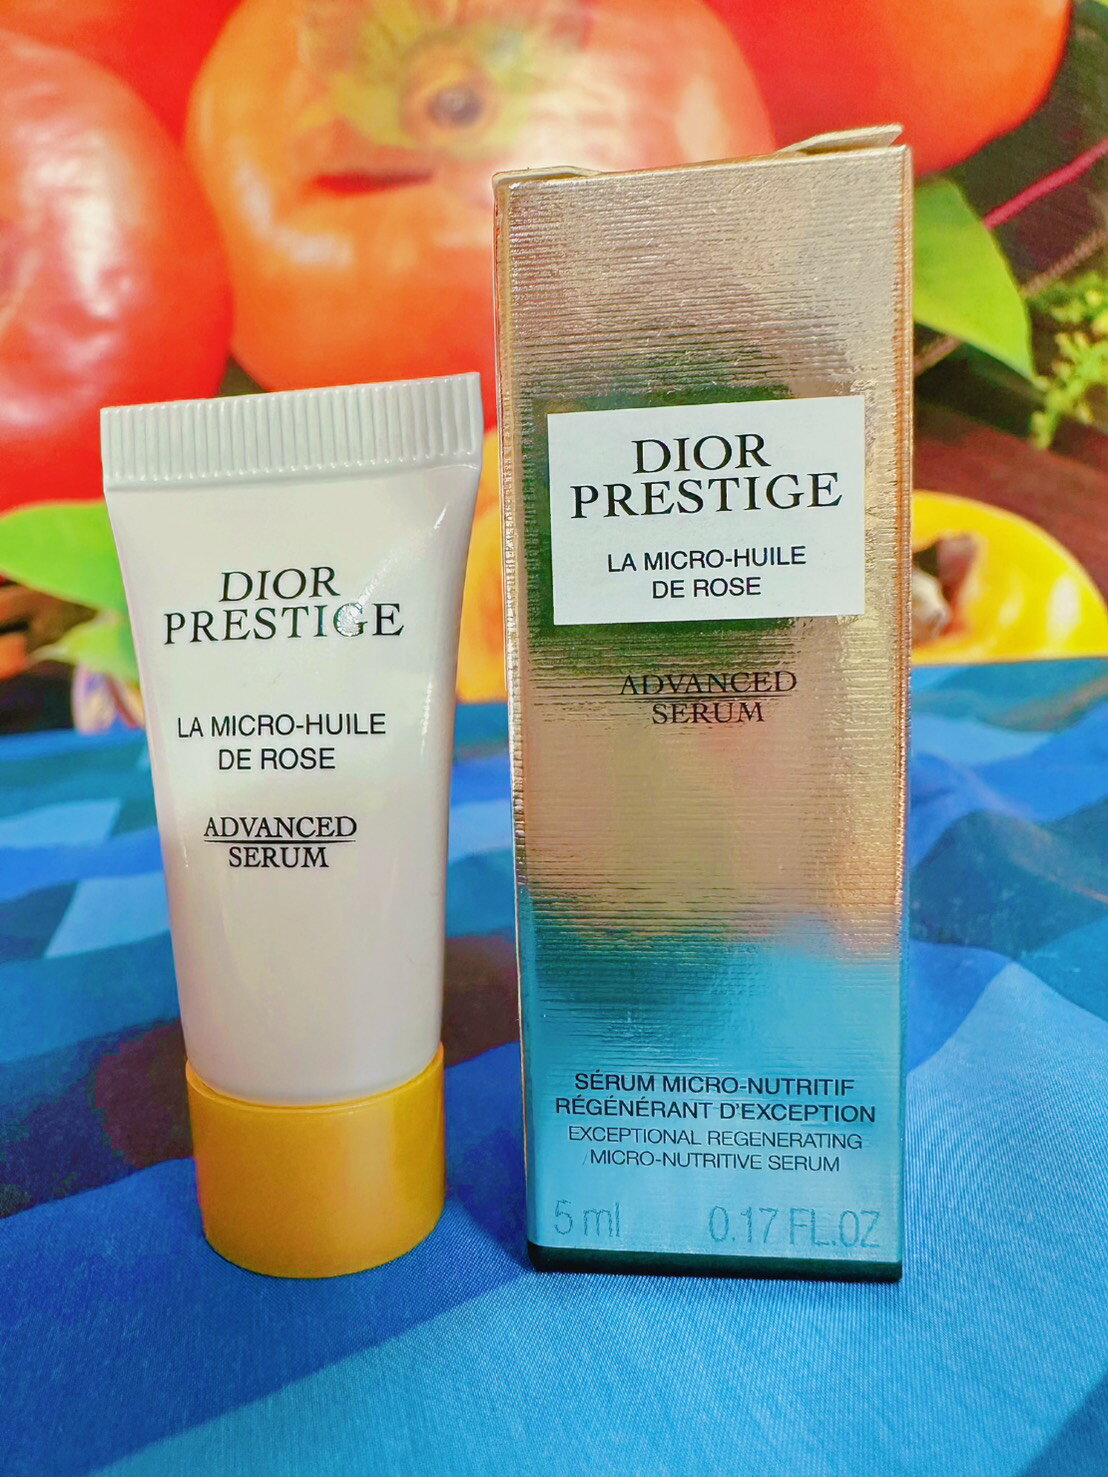 DIOR
PRESTIGE
LA MICRO-HUILE
DE ROSE
ADVANCED
SERUM
DIOR
PRESTIGE
LA MICRO-HUILE
DE ROSE
ADVANCED
SERUM
SÉRUM MICRO-NUTRITIF
RÉGÉNÉRANT D'EXCEPTION
EXCEPTIONAL REGENERATING
MICRO-NUTRITIVE SERUM
5 ml 0.17 FL.OZ